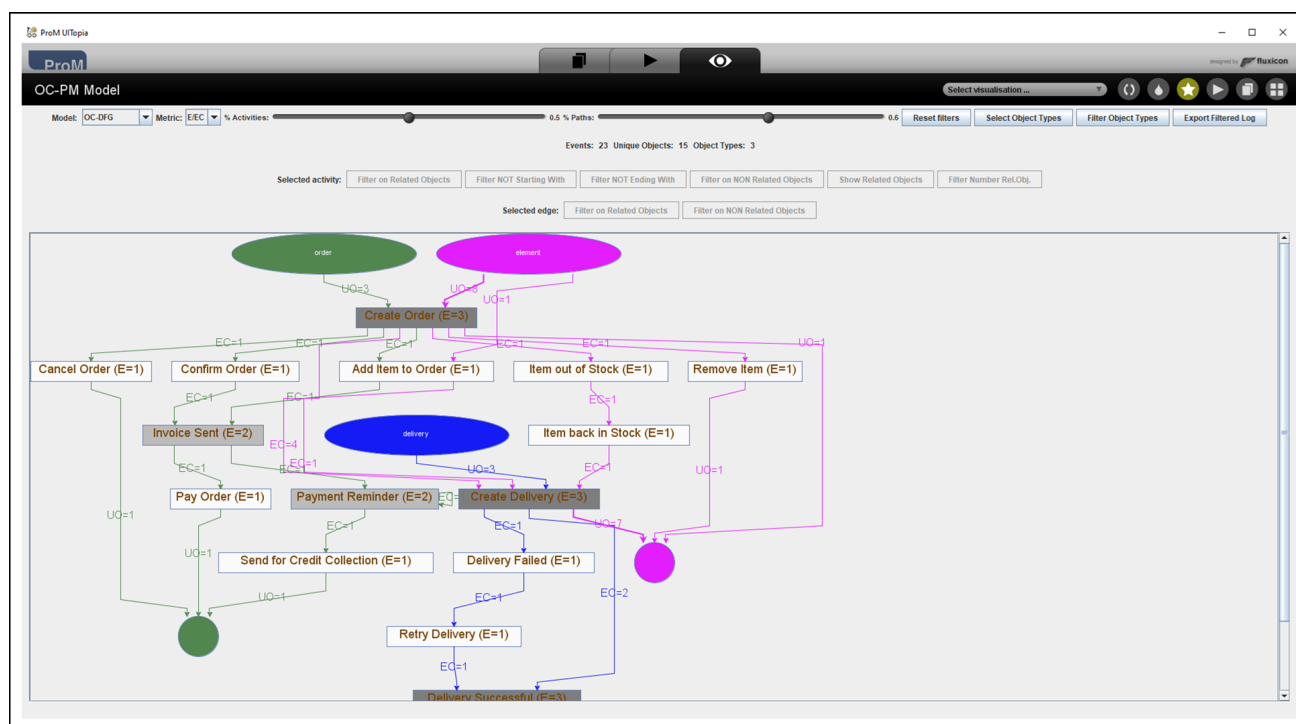 ProM UITopia
ProM
designed by fluxicon
OC-PM Model
Select visualisation ...
Model: OC-DFG Metric: E/EC % Activities: 0.5 % Paths: 0.6 Reset filters Select Object Types Filter Object Types Export Filtered Log
Events: 23 Unique Objects: 15 Object Types: 3
Selected activity: Filter on Related Objects Filter NOT Starting With Filter NOT Ending With Filter on NON Related Objects Show Related Objects Filter Number Rel.Obj.
Selected edge: Filter on Related Objects Filter on NON Related Objects
order element
UO=3 UO=8
UO=1
Create Order (E=3)
EC=1 EC=1 EC=1 EC=1 EC=1 UO=1
Cancel Order (E=1) Confirm Order (E=1) Add Item to Order (E=1) Item out of Stock (E=1) Remove Item (E=1)
EC=1 EC=1 EC=1
Invoice Sent (E=2) delivery Item back in Stock (E=1)
EC=4
EC=1 EC=1 EC=1 UO=3 EC=1 UO=1
Pay Order (E=1) Payment Reminder (E=2) Create Delivery (E=3)
UO=1 EC=1 EC=1 UO=7
UO=1
Send for Credit Collection (E=1) Delivery Failed (E=1)
UO=1 EC=1 EC=2
Retry Delivery (E=1)
EC=1
Delivery Successful (E=3)